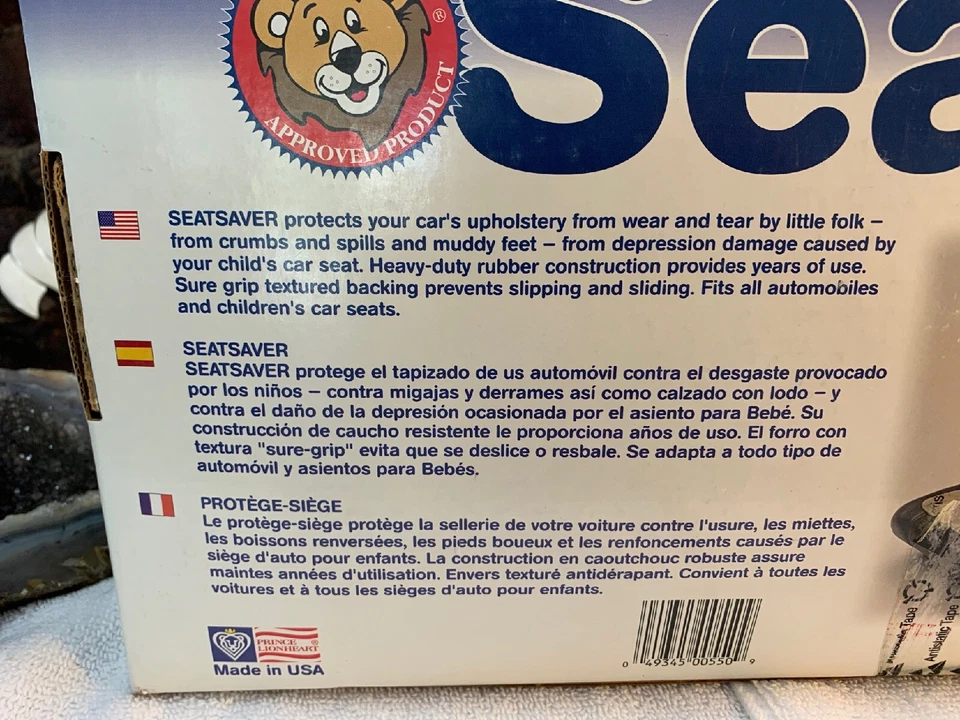 APPROVED PRODUCT ®
Sea
SEATSAVER protects your car's upholstery from wear and tear by little folk –
from crumbs and spills and muddy feet – from depression damage caused by
your child's car seat. Heavy-duty rubber construction provides years of use.
Sure grip textured backing prevents slipping and sliding. Fits all automobiles
and children's car seats.
SEATSAVER
SEATSAVER protege el tapizado de us automóvil contra el desgaste provocado
por los niños – contra migajas y derrames así como calzado con lodo – y
contra el daño de la depresión ocasionada por el asiento para Bebé. Su
construcción de caucho resistente le proporciona años de uso. El forro con
textura "sure-grip" evita que se deslice o resbale. Se adapta a todo tipo de
automóvil y asientos para Bebés.
PROTÈGE-SIÈGE
Le protège-siège protège la sellerie de votre voiture contre l'usure, les miettes,
les boissons renversées, les pieds boueux et les renfoncements causés par le
siège d'auto pour enfants. La construction en caoutchouc robuste assure
maintes années d'utilisation. Envers texturé antidérapant. Convient à toutes les
voitures et à tous les sièges d'auto pour enfants.
PRINCE
LIONHEART ®
Made in USA
0 49345 00550 9
Antistatic Tape